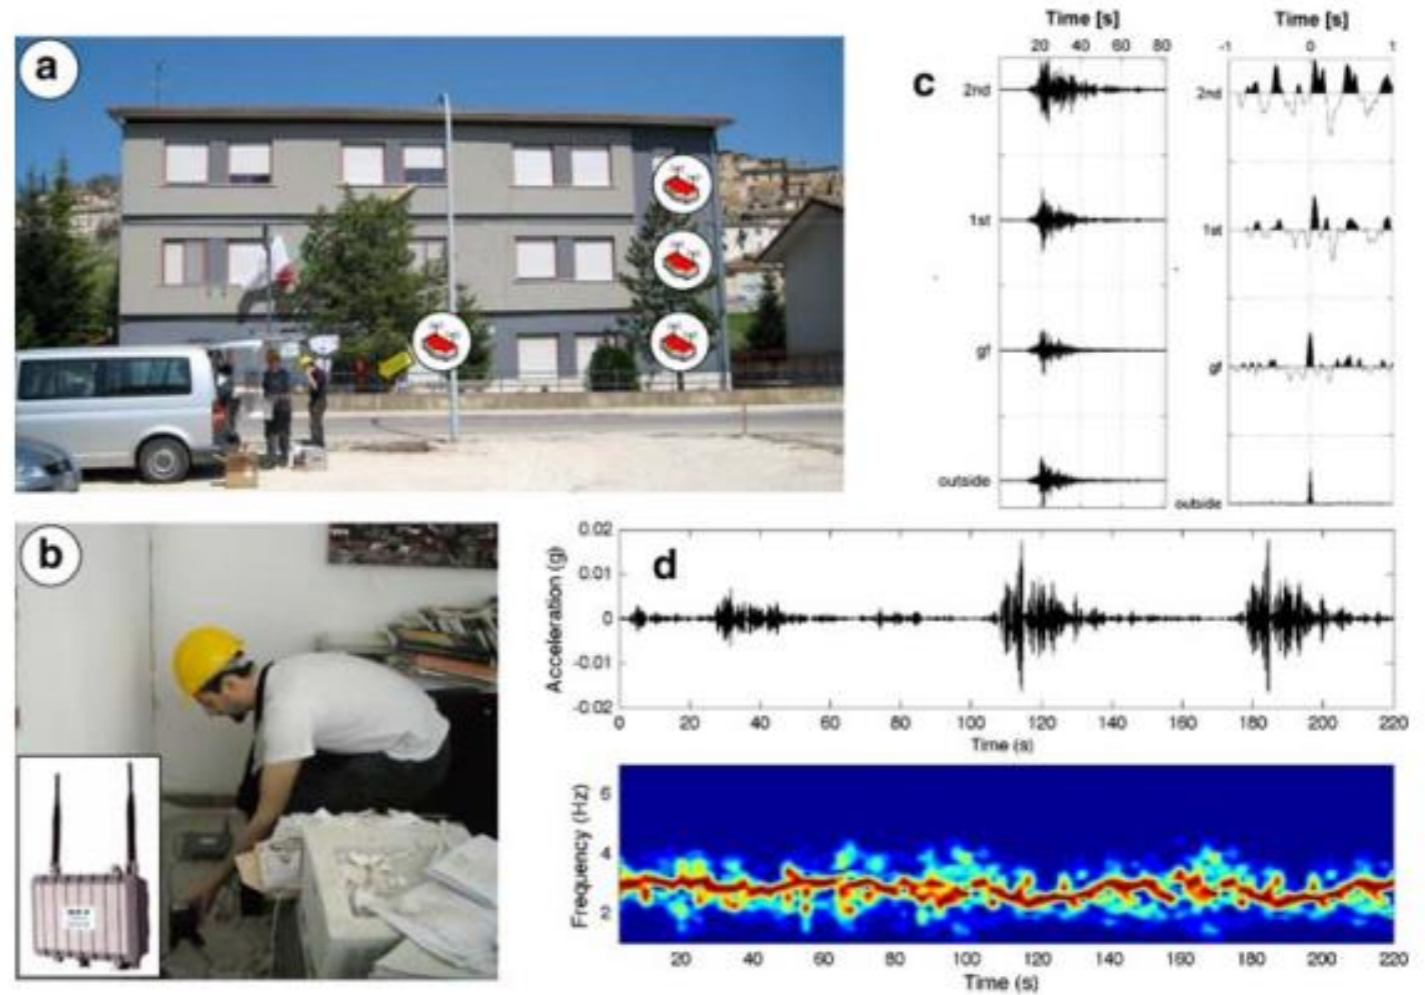 a
c
Time [s]
20 40 60 82
2nd
1st
gf
outside
Time [s]
-1 0 1
2nd
1st
gf
outside
b
d
Acceleration (g)
0.02
0.01
0
-0.01
-0.02
0 20 40 60 80 100 120 140 160 180 200 220
Time (s)
Frequency (Hz)
6
4
2
20 40 60 80 100 120 140 160 180 200 220
Time (s)